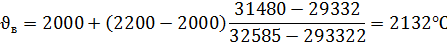 ϑв = 2000 + (2200 − 2000) (31480 − 29332)/(32585 − 293322) = 2132℃